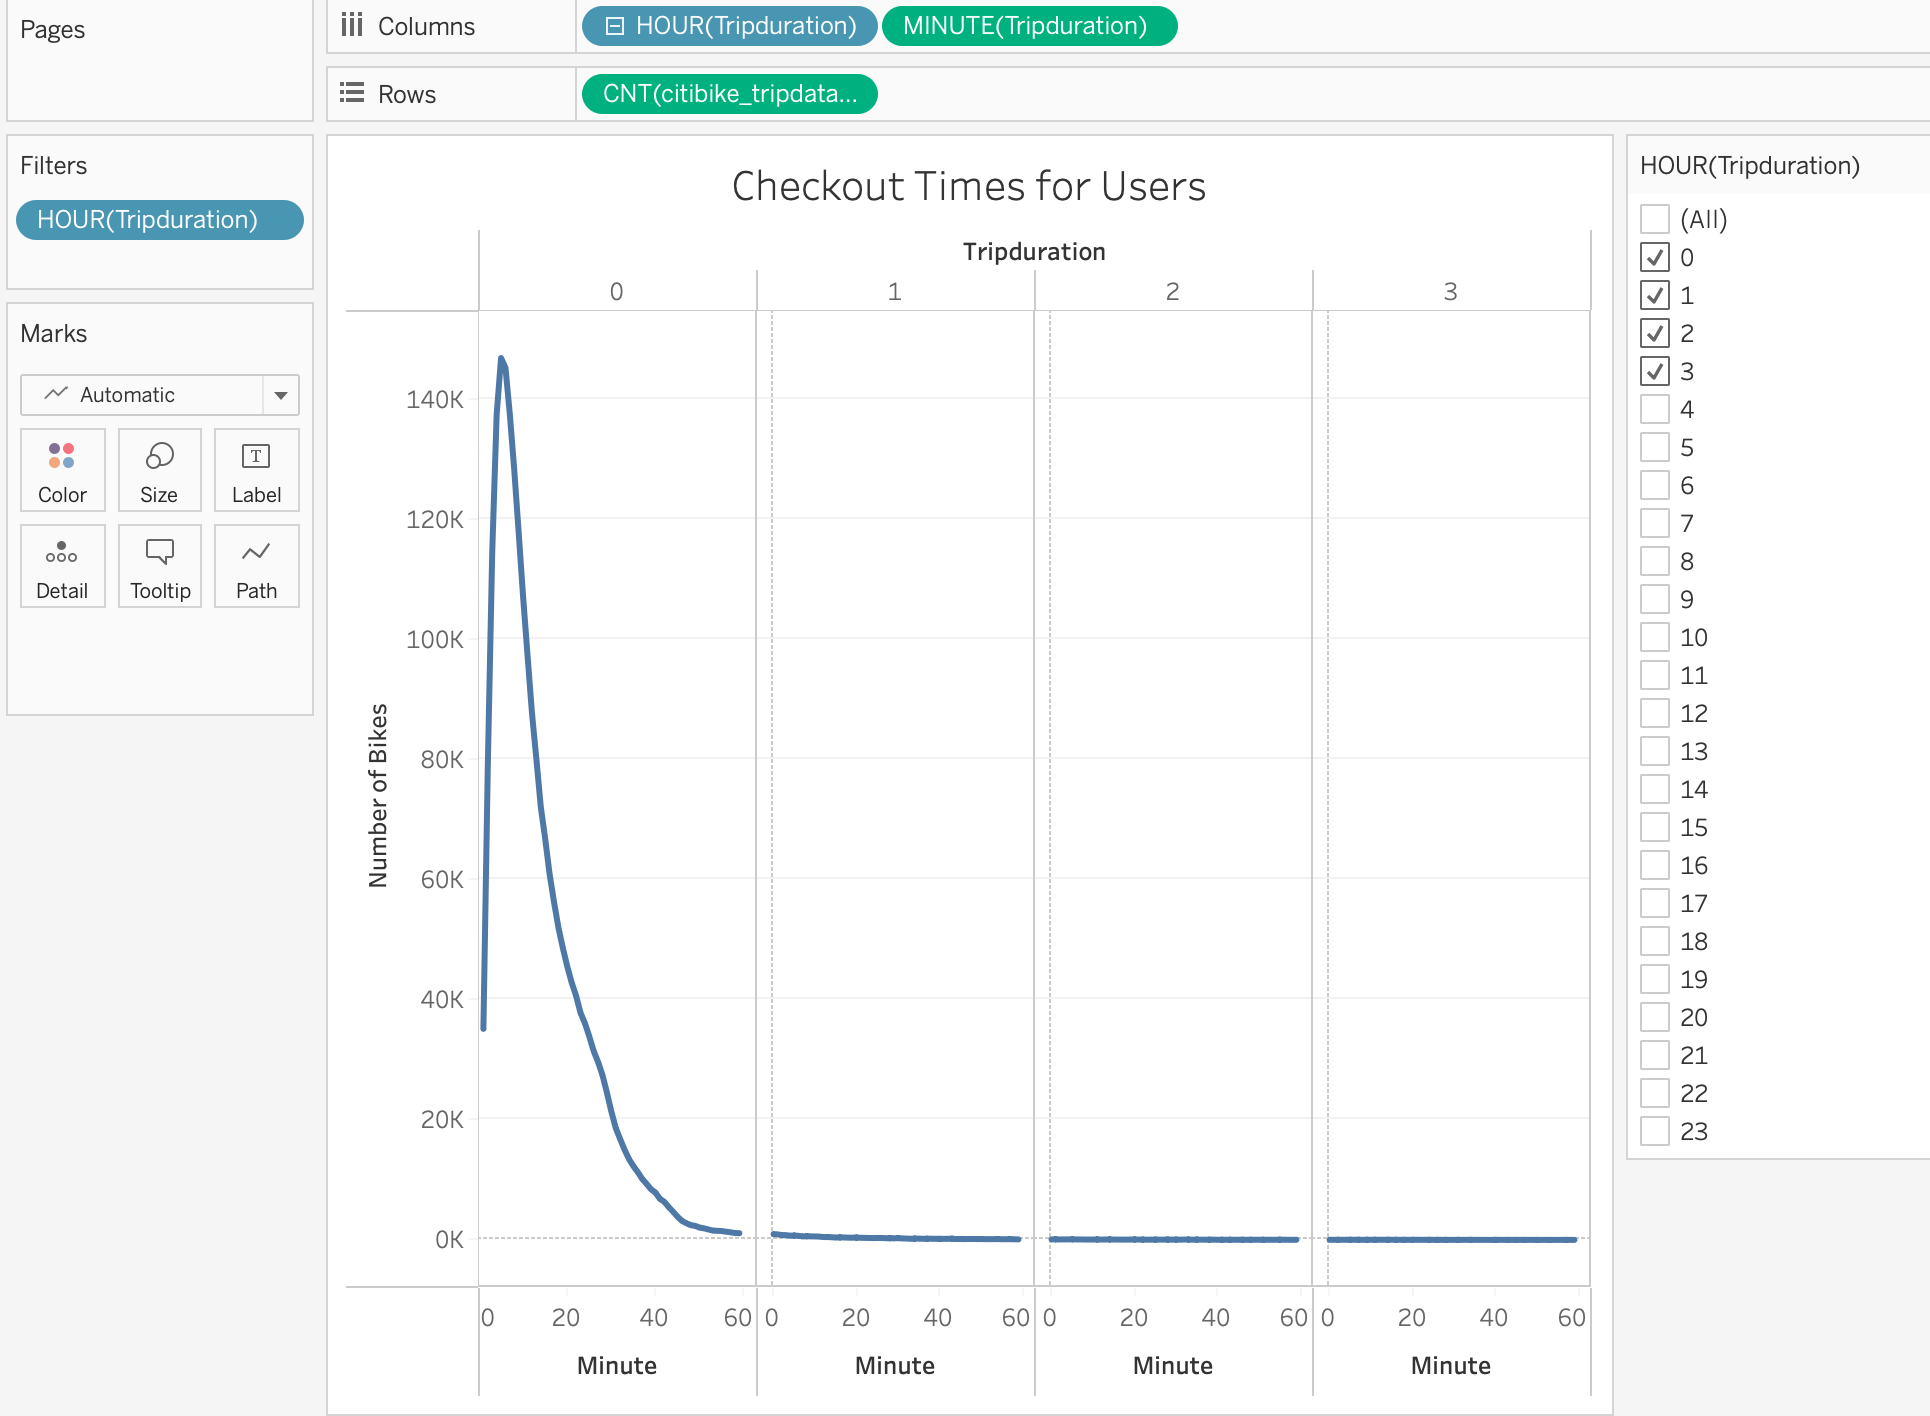 Pages
Columns
HOUR(Tripduration)
MINUTE(Tripduration)
Rows
CNT(citibike_tripdata...
Filters
HOUR(Tripduration)
Marks
Automatic
Color
Size
T
Label
Detail
Tooltip
Path
Checkout Times for Users
Tripduration
0 1 2 3
Number of Bikes
140K
120K
100K
80K
60K
40K
20K
0K
0 20 40 60 0 20 40 60 0 20 40 60 0 20 40 60
Minute Minute Minute Minute
HOUR(Tripduration)
(All)
0
1
2
3
4
5
6
7
8
9
10
11
12
13
14
15
16
17
18
19
20
21
22
23